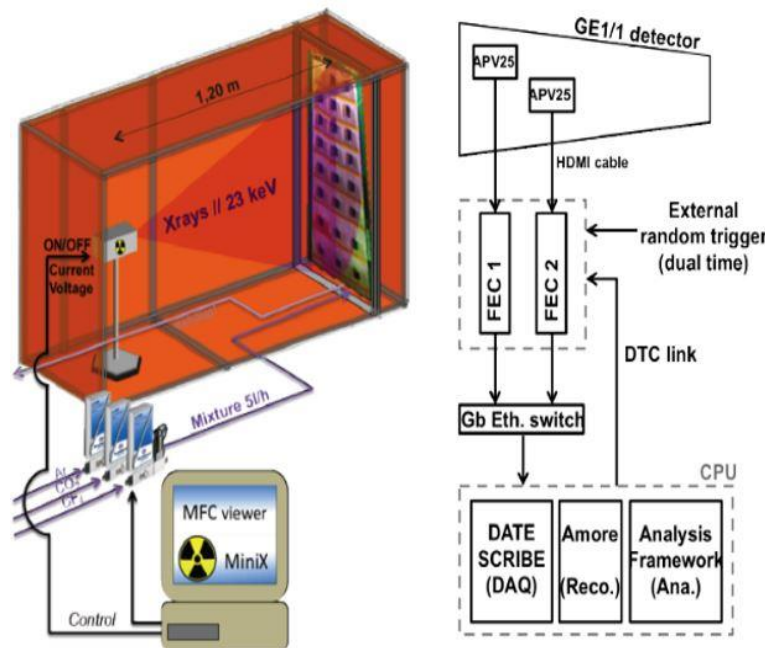 1,20 m
Xrays // 23 keV
ON/OFF
Current
Voltage
Mixture 5l/h
Ar
CO2
CF4
MFC viewer
MiniX
Control
GE1/1 detector
APV25
APV25
HDMI cable
FEC 1
FEC 2
External
random trigger
(dual time)
DTC link
Gb Eth. switch
CPU
DATE
SCRIBE
(DAQ)
Amore
(Reco.)
Analysis
Framework
(Ana.)